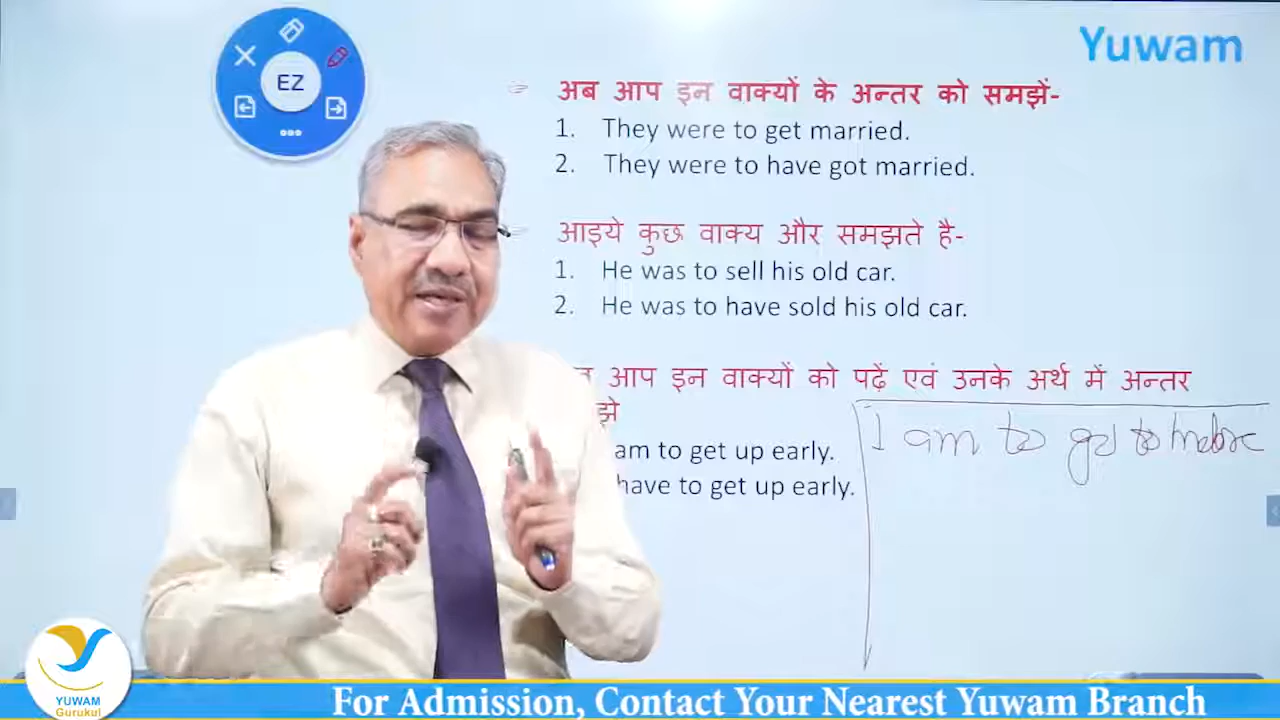 Yuwam
EZ
अब आप इन वाक्यों के अन्तर को समझें-
1. They were to get married.
2. They were to have got married.
आइये कुछ वाक्य और समझते है-
1. He was to sell his old car.
2. He was to have sold his old car.
आप इन वाक्यों को पढ़ें एवं उनके अर्थ में अन्तर
am to get up early.
have to get up early.
I am to go to
YUWAM
Gurukul
For Admission, Contact Your Nearest Yuwam Branch